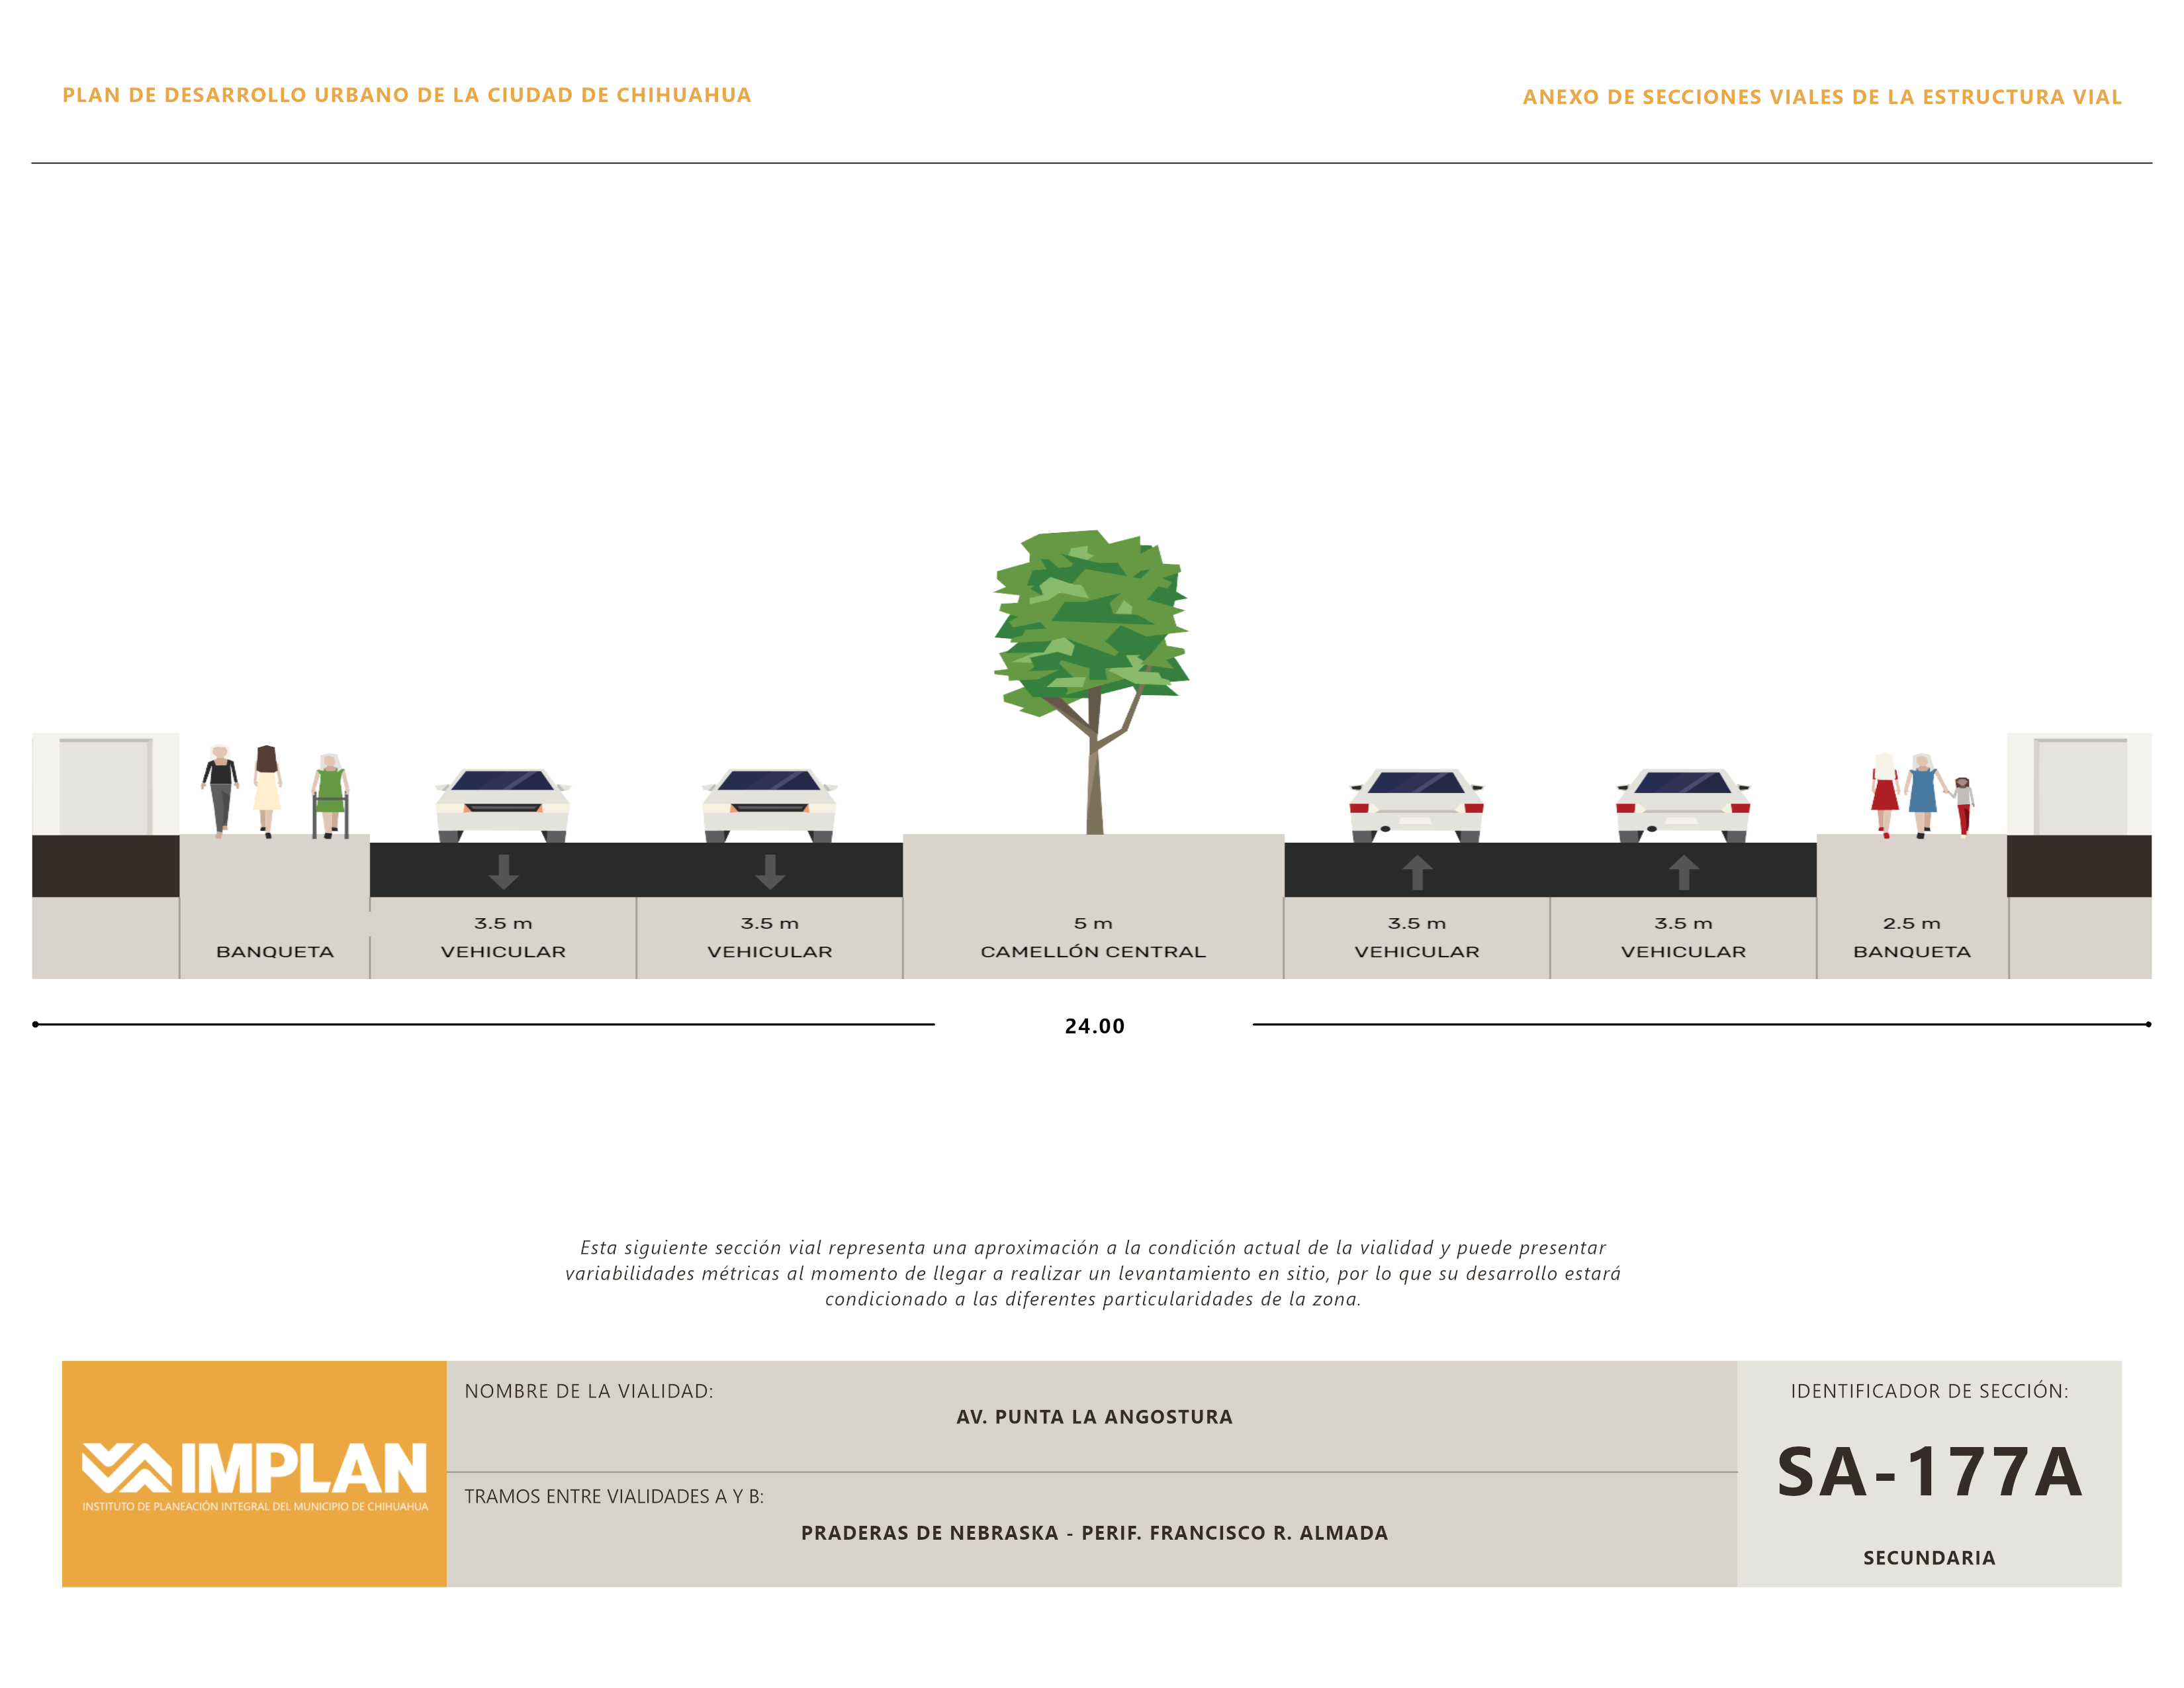 PLAN DE DESARROLLO URBANO DE LA CIUDAD DE CHIHUAHUA
ANEXO DE SECCIONES VIALES DE LA ESTRUCTURA VIAL
3.5 m
3.5 m
5 m
3.5 m
3.5 m
2.5 m
BANQUETA
VEHICULAR
VEHICULAR
CAMELLÓN CENTRAL
VEHICULAR
VEHICULAR
BANQUETA
24.00
Esta siguiente sección vial representa una aproximación a la condición actual de la vialidad y puede presentar
variabilidades métricas al momento de llegar a realizar un levantamiento en sitio, por lo que su desarrollo estará
condicionado a las diferentes particularidades de la zona.
IMPLAN
INSTITUTO DE PLANEACIÓN INTEGRAL DEL MUNICIPIO DE CHIHUAHUA
NOMBRE DE LA VIALIDAD:
AV. PUNTA LA ANGOSTURA
TRAMOS ENTRE VIALIDADES A Y B:
PRADERAS DE NEBRASKA - PERIF. FRANCISCO R. ALMADA
IDENTIFICADOR DE SECCIÓN:
SA-177A
SECUNDARIA